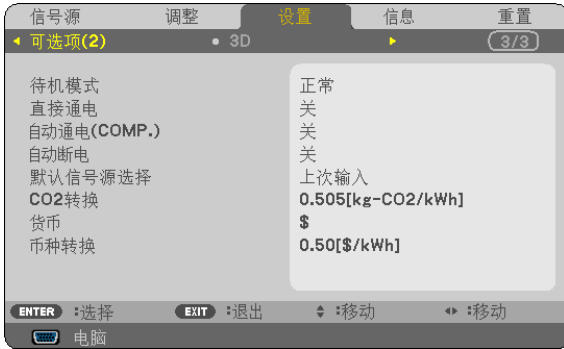 信号源 调整 设置 信息 重置
可选项(2) 3D 3/3
待机模式 正常
直接通电 关
自动通电(COMP.) 关
自动断电 关
默认信号源选择 上次输入
CO2转换 0.505[kg-CO2/kWh]
货币 $
币种转换 0.50[$/kWh]
ENTER :选择 EXIT :退出 :移动 :移动
电脑